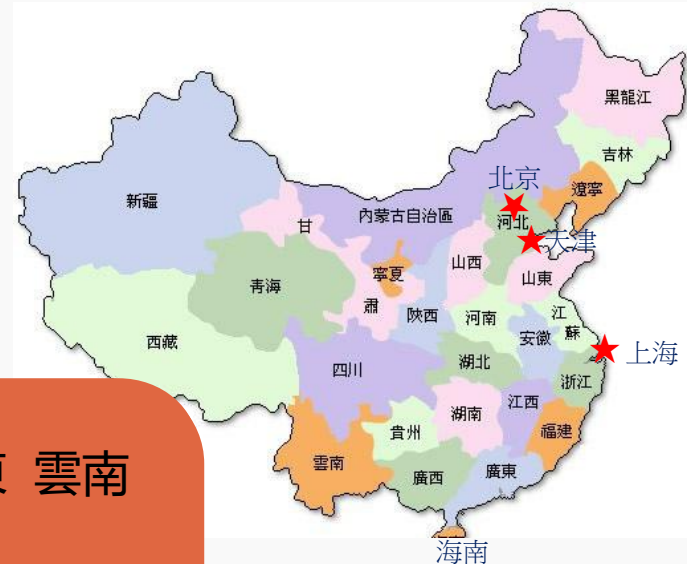 黑龍江
吉林
遼寧
北京
新疆
內蒙古自治區
河北
甘
天津
寧夏
山西
山東
青海
肅
陝西
河南
江
蘇
安徽
西藏
上海
四川
湖北
浙江
江西
湖南
貴州
福建
雲南
廣西
廣東
雲南
海南